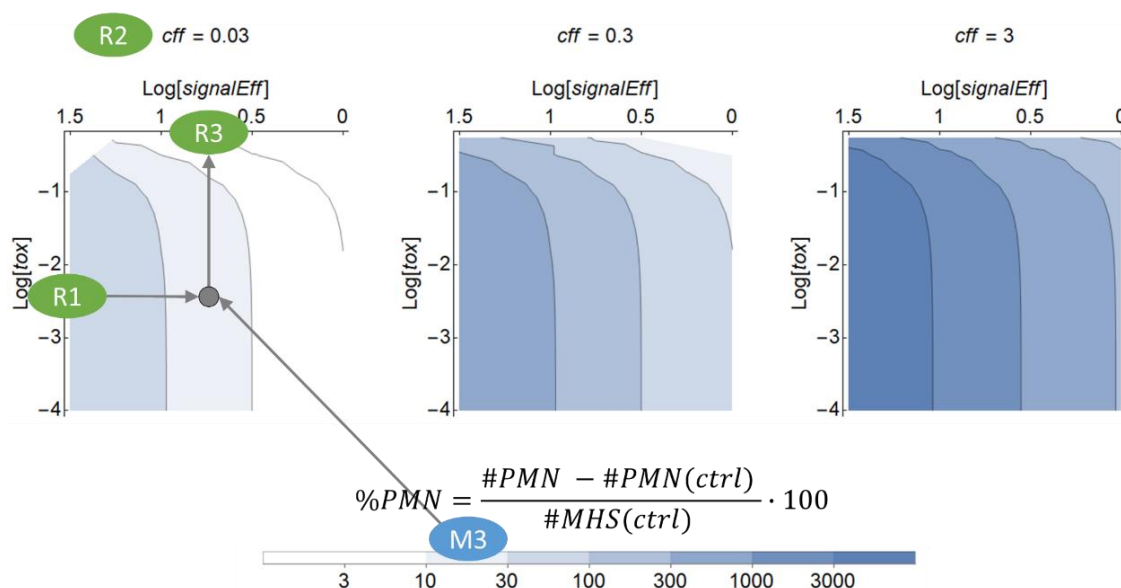 R2 cff = 0.03 cff = 0.3 cff = 3
Log[signalEff] Log[signalEff] Log[signalEff]
1.5 1 0.5 0 1.5 1 0.5 0 1.5 1 0.5 0
R3
−1 −1 −1
Log[tox] Log[tox] Log[tox]
−2 −2 −2
R1
−3 −3 −3
−4 −4 −4
%PMN = #PMN − #PMN(ctrl) / #MHS(ctrl) · 100
M3
3 10 30 100 300 1000 3000